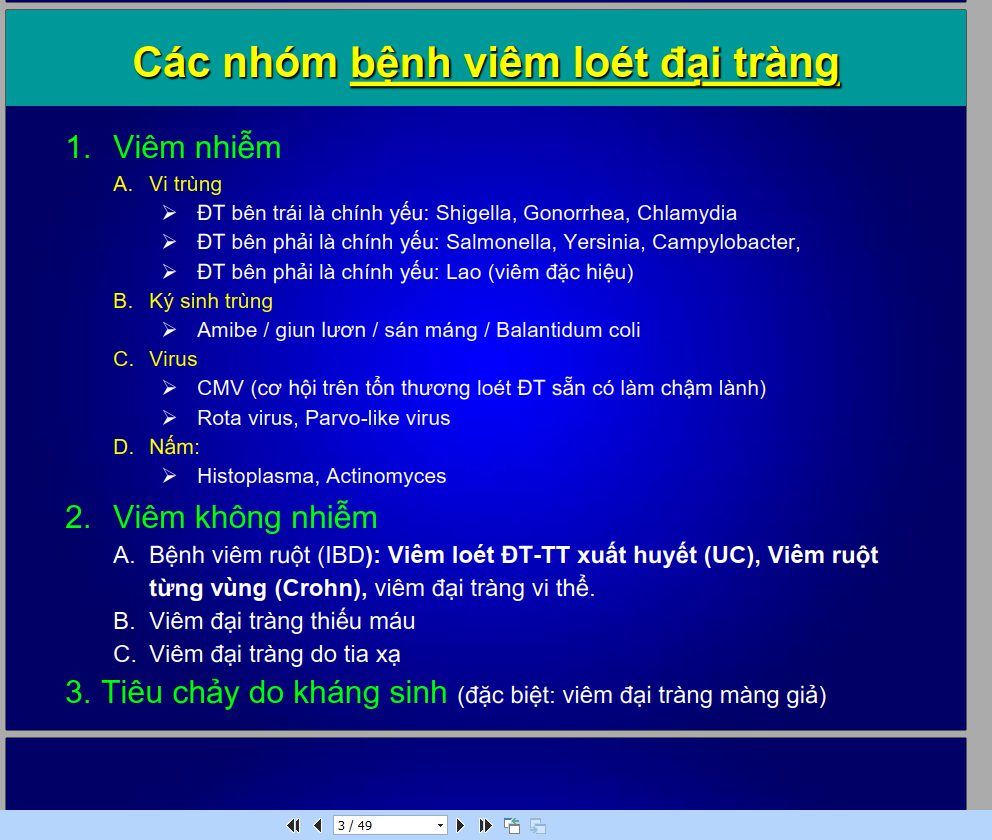 Các nhóm bệnh viêm loét đại tràng
1. Viêm nhiễm
A. Vi trùng
➢ ĐT bên trái là chính yếu: Shigella, Gonorrhea, Chlamydia
➢ ĐT bên phải là chính yếu: Salmonella, Yersinia, Campylobacter,
➢ ĐT bên phải là chính yếu: Lao (viêm đặc hiệu)
B. Ký sinh trùng
➢ Amibe / giun lươn / sán máng / Balantidum coli
C. Virus
➢ CMV (cơ hội trên tổn thương loét ĐT sẵn có làm chậm lành)
➢ Rota virus, Parvo-like virus
D. Nấm:
➢ Histoplasma, Actinomyces
2. Viêm không nhiễm
A. Bệnh viêm ruột (IBD): Viêm loét ĐT-TT xuất huyết (UC), Viêm ruột
từng vùng (Crohn), viêm đại tràng vi thể.
B. Viêm đại tràng thiếu máu
C. Viêm đại tràng do tia xạ
3. Tiêu chảy do kháng sinh (đặc biệt: viêm đại tràng màng giả)
3 / 49